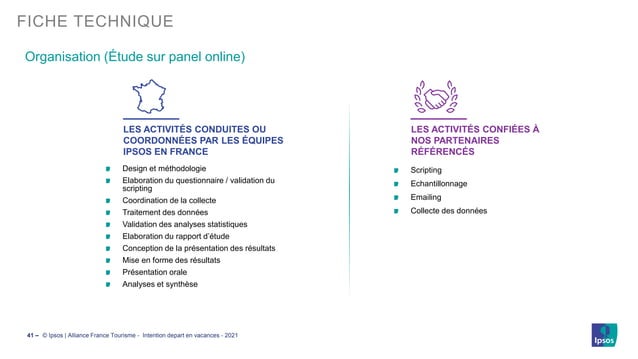 FICHE TECHNIQUE
Organisation (Étude sur panel online)
LES ACTIVITÉS CONDUITES OU
COORDONNÉES PAR LES ÉQUIPES
IPSOS EN FRANCE
Design et méthodologie
Elaboration du questionnaire / validation du
scripting
Coordination de la collecte
Traitement des données
Validation des analyses statistiques
Elaboration du rapport d'étude
Conception de la présentation des résultats
Mise en forme des résultats
Présentation orale
Analyses et synthèse
LES ACTIVITÉS CONFIÉES À
NOS PARTENAIRES
RÉFÉRENCÉS
Scripting
Echantillonnage
Emailing
Collecte des données
41 – © Ipsos | Alliance France Tourisme - Intention depart en vacances - 2021
Ipsos